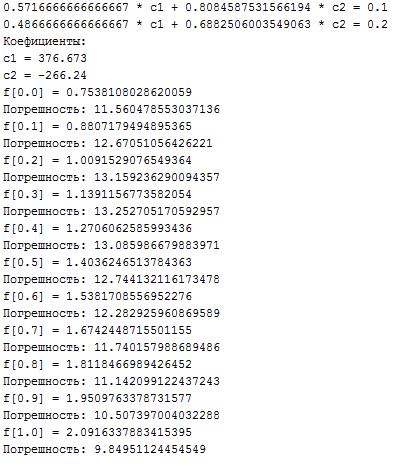 0.5716666666666667 * c1 + 0.8084587531566194 * c2 = 0.1
0.4866666666666667 * c1 + 0.6882506003549063 * c2 = 0.2
Коефициенты:
c1 = 376.673
c2 = -266.24
f[0.0] = 0.7538108028620059
Погрешность: 11.560478553037136
f[0.1] = 0.8807179494895365
Погрешность: 12.67051056426221
f[0.2] = 1.0091529076549364
Погрешность: 13.159236290094357
f[0.3] = 1.1391156773582054
Погрешность: 13.252705170592957
f[0.4] = 1.2706062585993436
Погрешность: 13.085986679883971
f[0.5] = 1.4036246513784363
Погрешность: 12.744132116173478
f[0.6] = 1.5381708556952276
Погрешность: 12.282925960869589
f[0.7] = 1.6742448715501155
Погрешность: 11.740157988689486
f[0.8] = 1.8118466989426452
Погрешность: 11.142099122437243
f[0.9] = 1.9509763378731577
Погрешность: 10.507397004032288
f[1.0] = 2.0916337883415395
Погрешность: 9.84951124454549